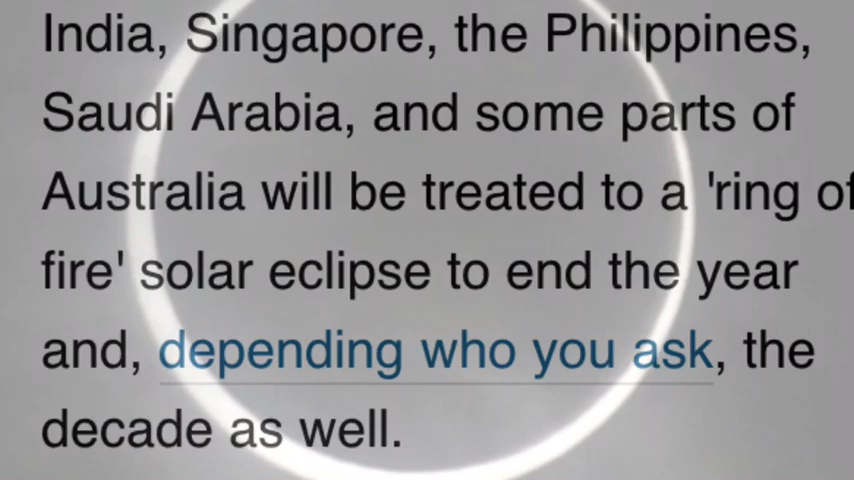 India, Singapore, the Philippines,
Saudi Arabia, and some parts of
Australia will be treated to a 'ring of
fire' solar eclipse to end the year
and, depending who you ask, the
decade as well.